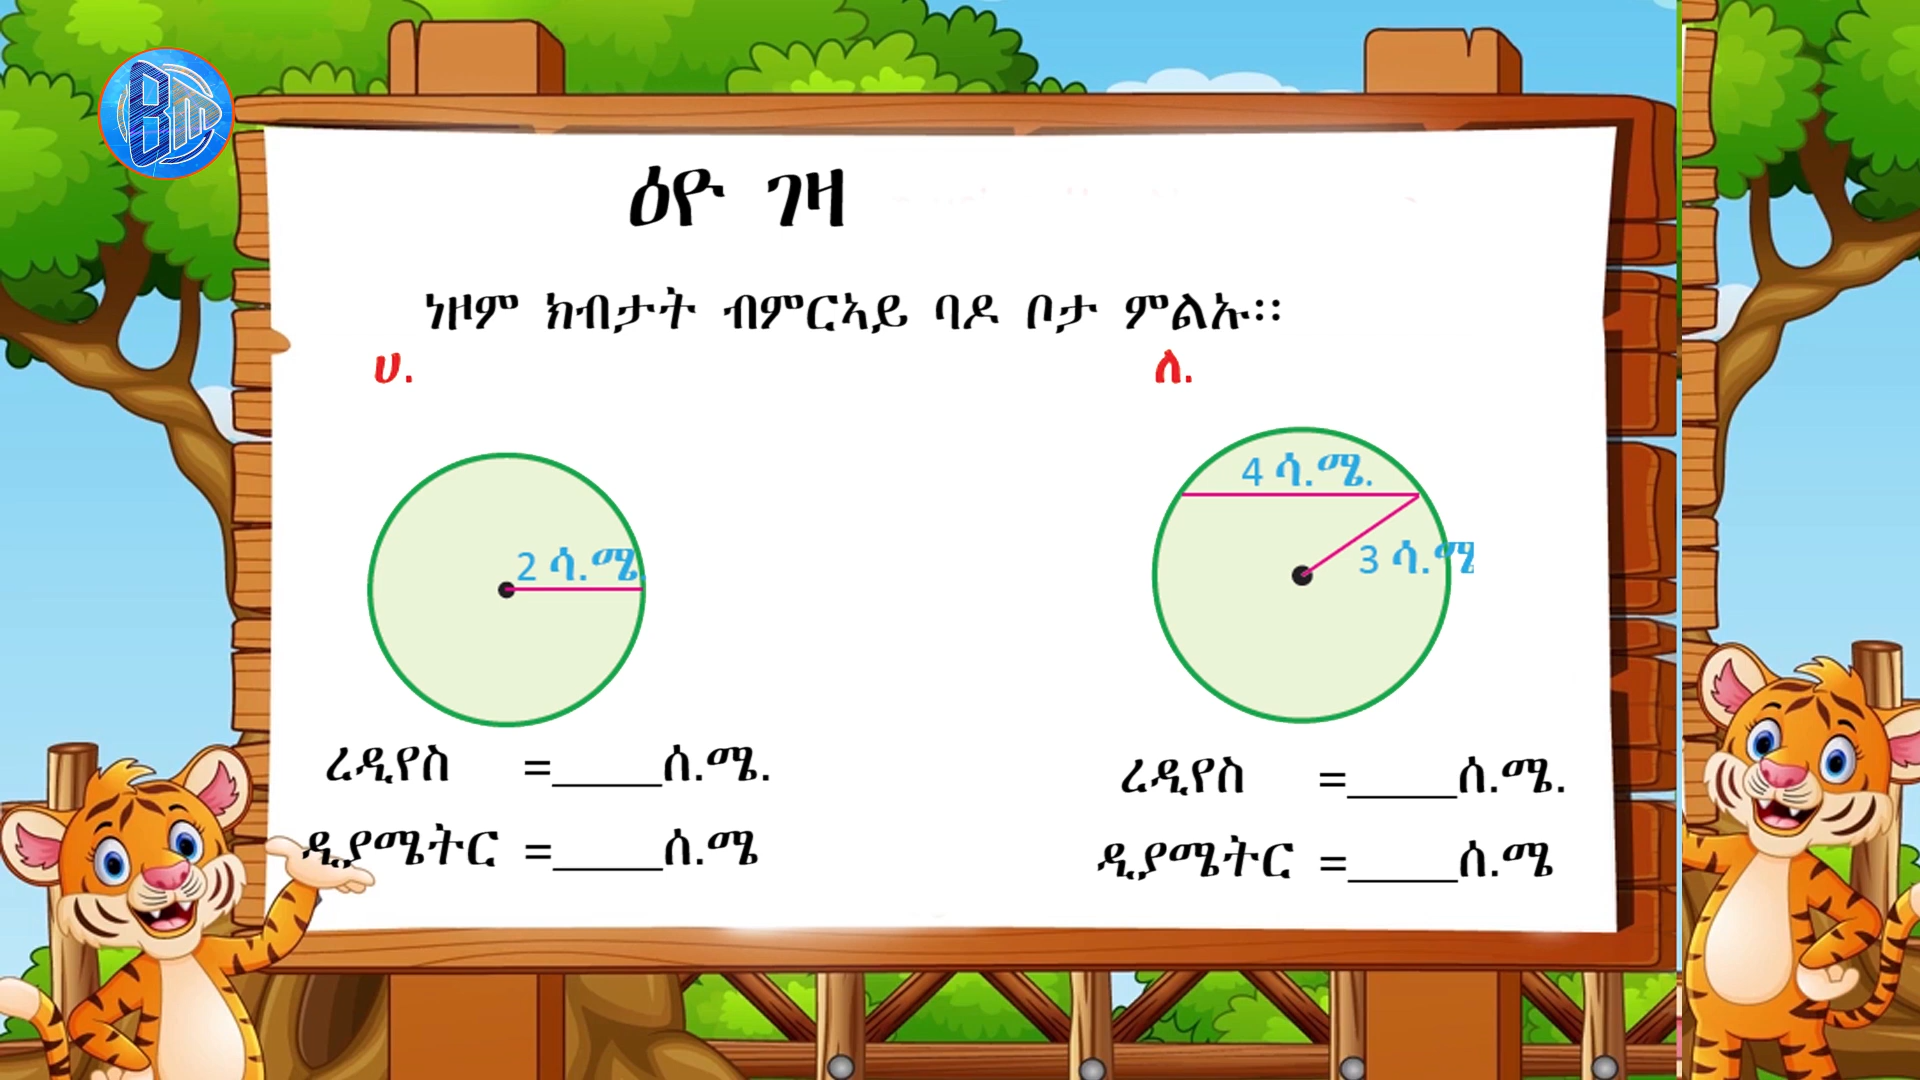 ዕዮ ገዛ
ነዞም ክብታት ብምርኣይ ባዶ ቦታ ምልኡ፡፡
ሀ.
ለ.
2 ሳ.ሜ.
4 ሳ.ሜ.
3 ሳ.ሜ
ረዲየስ =_____ሰ.ሜ.
ዲያሜትር =_____ሰ.ሜ
ረዲየስ =_____ሰ.ሜ.
ዲያሜትር =_____ሰ.ሜ